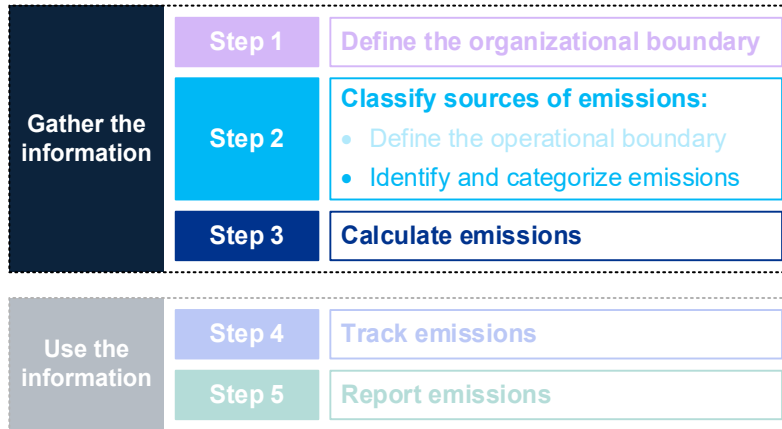 Gather the
information
Step 1
Define the organizational boundary
Step 2
Classify sources of emissions:
• Define the operational boundary
• Identify and categorize emissions
Step 3
Calculate emissions
Use the
information
Step 4
Track emissions
Step 5
Report emissions